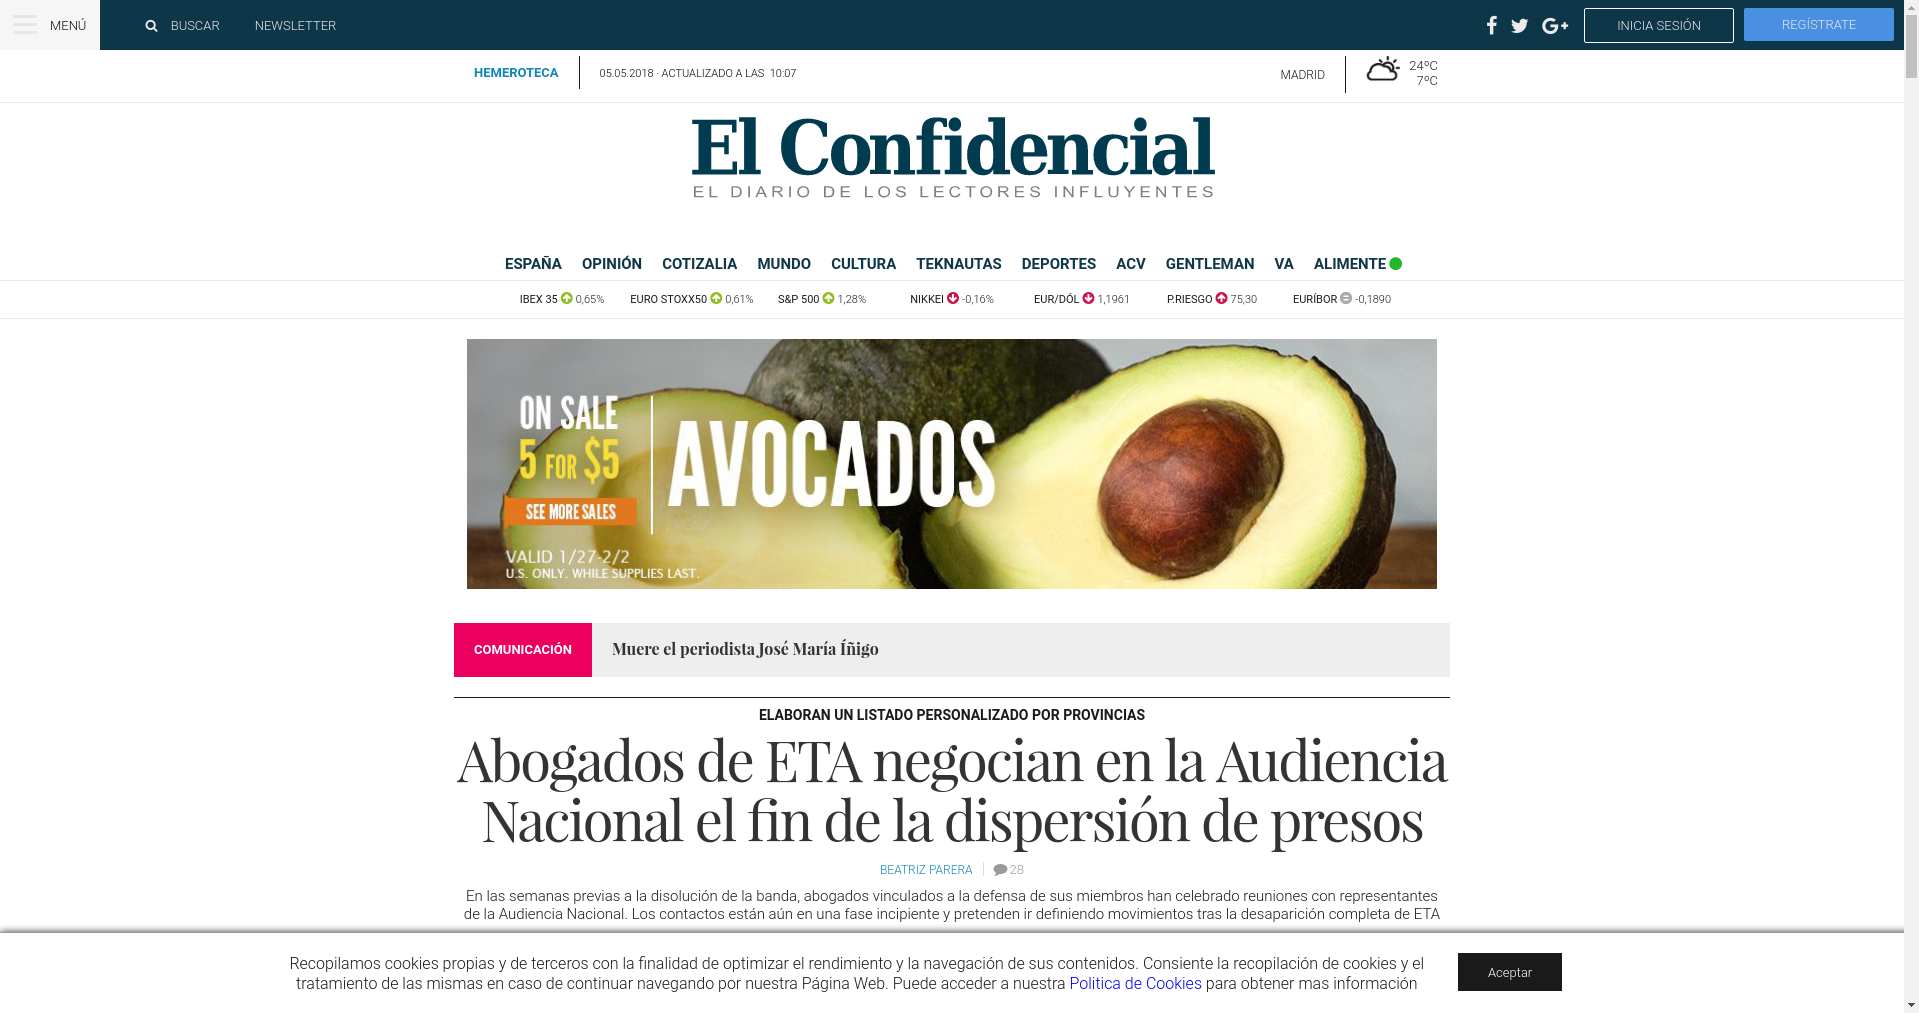 MENÚ
BUSCAR
NEWSLETTER
INICIA SESIÓN
REGÍSTRATE
HEMEROTECA
05.05.2018 · ACTUALIZADO A LAS 10:07
MADRID
24ºC
7ºC
El Confidencial
EL DIARIO DE LOS LECTORES INFLUYENTES
ESPAÑA OPINIÓN COTIZALIA MUNDO CULTURA TEKNAUTAS DEPORTES ACV GENTLEMAN VA ALIMENTE
IBEX 35 0,65% EURO STOXX50 0,61% S&P 500 1,28% NIKKEI -0,16% EUR/DÓL 1,1961 P.RIESGO 75,30 EURÍBOR -0,1890
ON SALE
5 FOR $5
SEE MORE SALES
AVOCADOS
VALID 1/27-2/2
U.S. ONLY. WHILE SUPPLIES LAST.
COMUNICACIÓN
Muere el periodista José María Íñigo
ELABORAN UN LISTADO PERSONALIZADO POR PROVINCIAS
Abogados de ETA negocian en la Audiencia
Nacional el fin de la dispersión de presos
BEATRIZ PARERA
28
En las semanas previas a la disolución de la banda, abogados vinculados a la defensa de sus miembros han celebrado reuniones con representantes
de la Audiencia Nacional. Los contactos están aún en una fase incipiente y pretenden ir definiendo movimientos tras la desaparición completa de ETA
Recopilamos cookies propias y de terceros con la finalidad de optimizar el rendimiento y la navegación de sus contenidos. Consiente la recopilación de cookies y el
tratamiento de las mismas en caso de continuar navegando por nuestra Página Web. Puede acceder a nuestra Politica de Cookies para obtener mas información
Aceptar